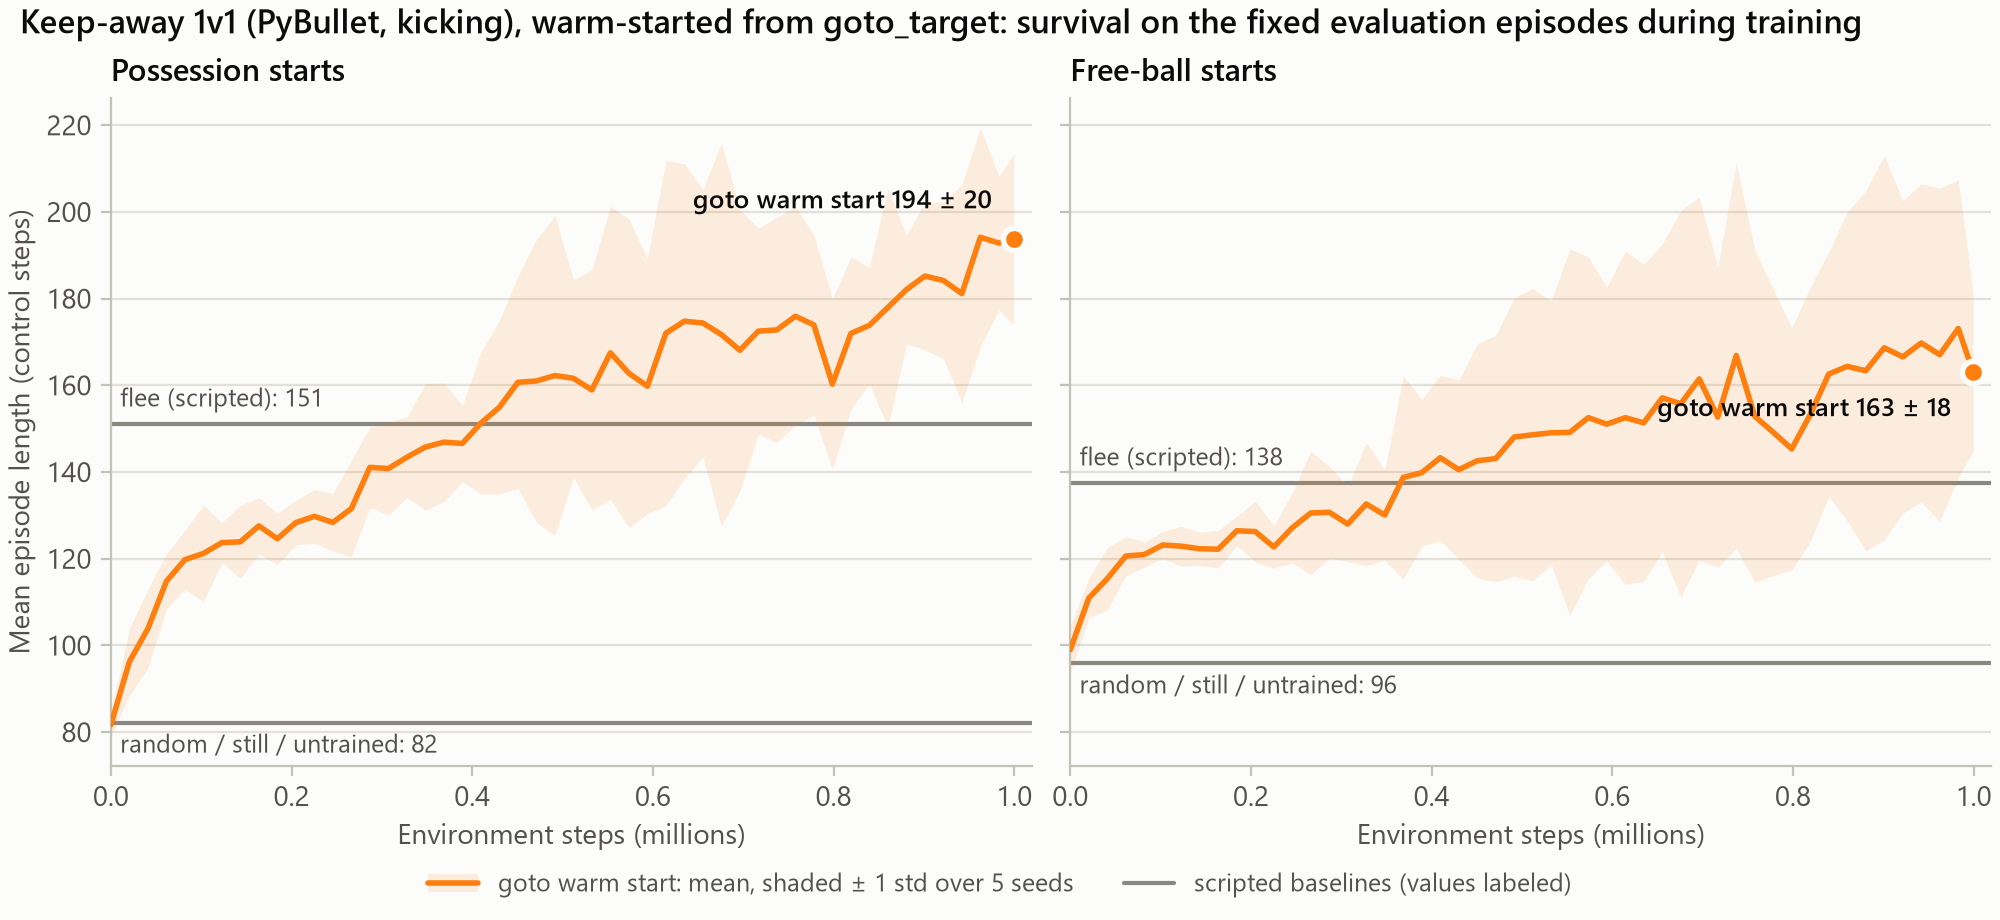 Keep-away 1v1 (PyBullet, kicking), warm-started from goto_target: survival on the fixed evaluation episodes during training
Possession starts
Mean episode length (control steps)
220
200
180
160
140
120
100
80
goto warm start 194 ± 20
flee (scripted): 151
random / still / untrained: 82
0.0 0.2 0.4 0.6 0.8 1.0
Environment steps (millions)
Free-ball starts
goto warm start 163 ± 18
flee (scripted): 138
random / still / untrained: 96
0.0 0.2 0.4 0.6 0.8 1.0
Environment steps (millions)
goto warm start: mean, shaded ± 1 std over 5 seeds
scripted baselines (values labeled)